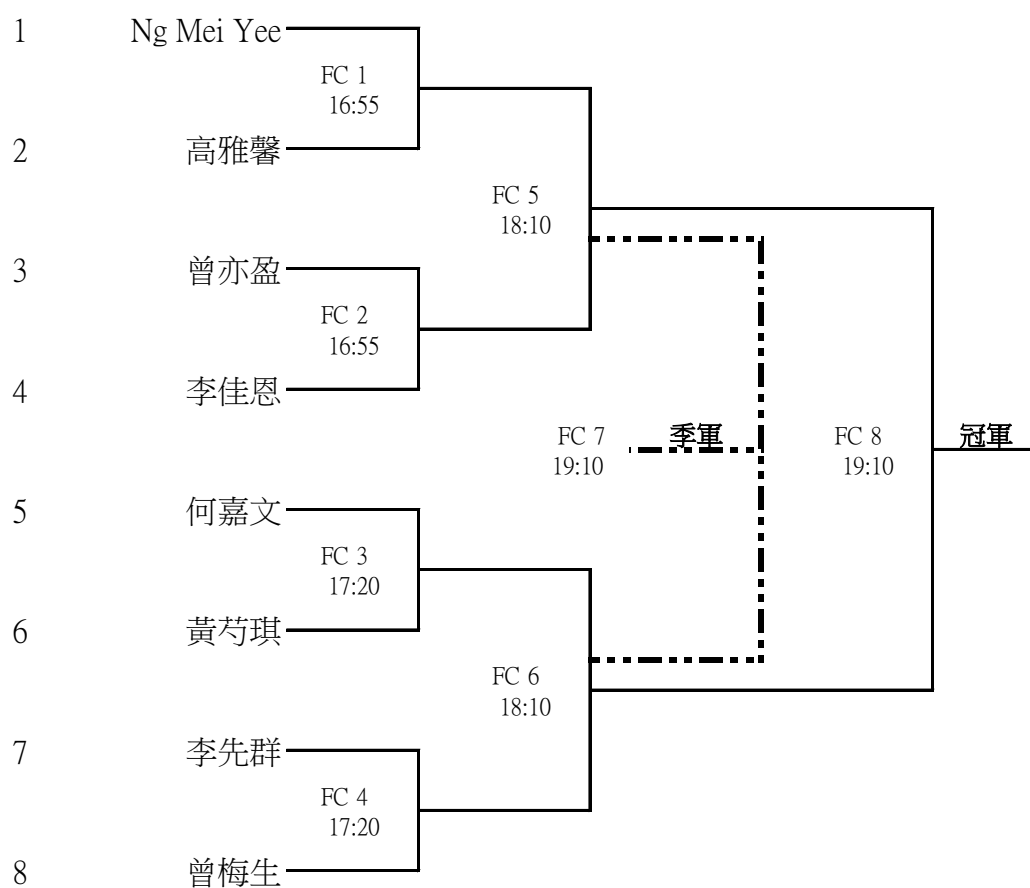 1 Ng Mei Yee
FC 1
16:55
2 高雅馨
FC 5
18:10
3 曾亦盈
FC 2
16:55
4 李佳恩
FC 7
19:10
季軍
FC 8
19:10
冠軍
5 何嘉文
FC 3
17:20
6 黃芍琪
FC 6
18:10
7 李先群
FC 4
17:20
8 曾梅生